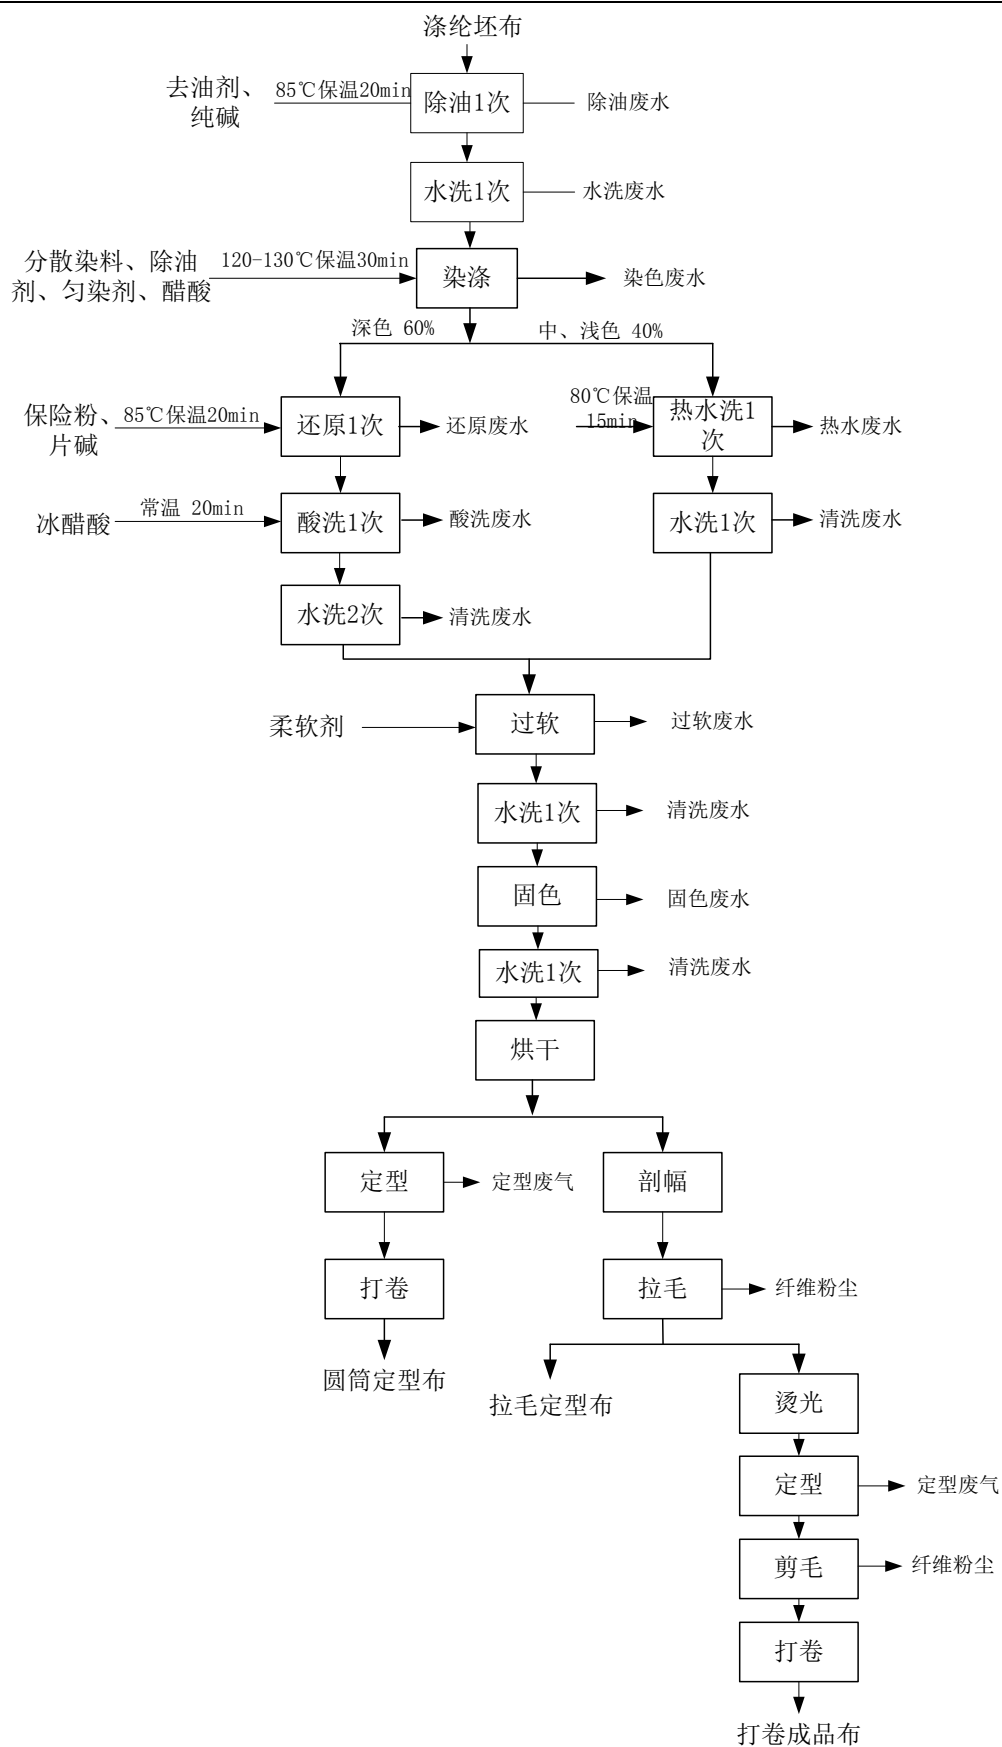 涤纶坯布
去油剂、
纯碱
85℃保温20min
除油1次
除油废水
水洗1次
水洗废水
分散染料、除油
剂、匀染剂、醋酸
120-130℃保温30min
染涤
染色废水
深色 60%
中、浅色 40%
保险粉、
片碱
85℃保温20min
还原1次
还原废水
80℃保温
15min
热水洗1
次
热水废水
冰醋酸
常温 20min
酸洗1次
酸洗废水
水洗1次
清洗废水
水洗2次
清洗废水
柔软剂
过软
过软废水
水洗1次
清洗废水
固色
固色废水
水洗1次
清洗废水
烘干
定型
定型废气
剖幅
打卷
拉毛
纤维粉尘
圆筒定型布
拉毛定型布
烫光
定型
定型废气
剪毛
纤维粉尘
打卷
打卷成品布